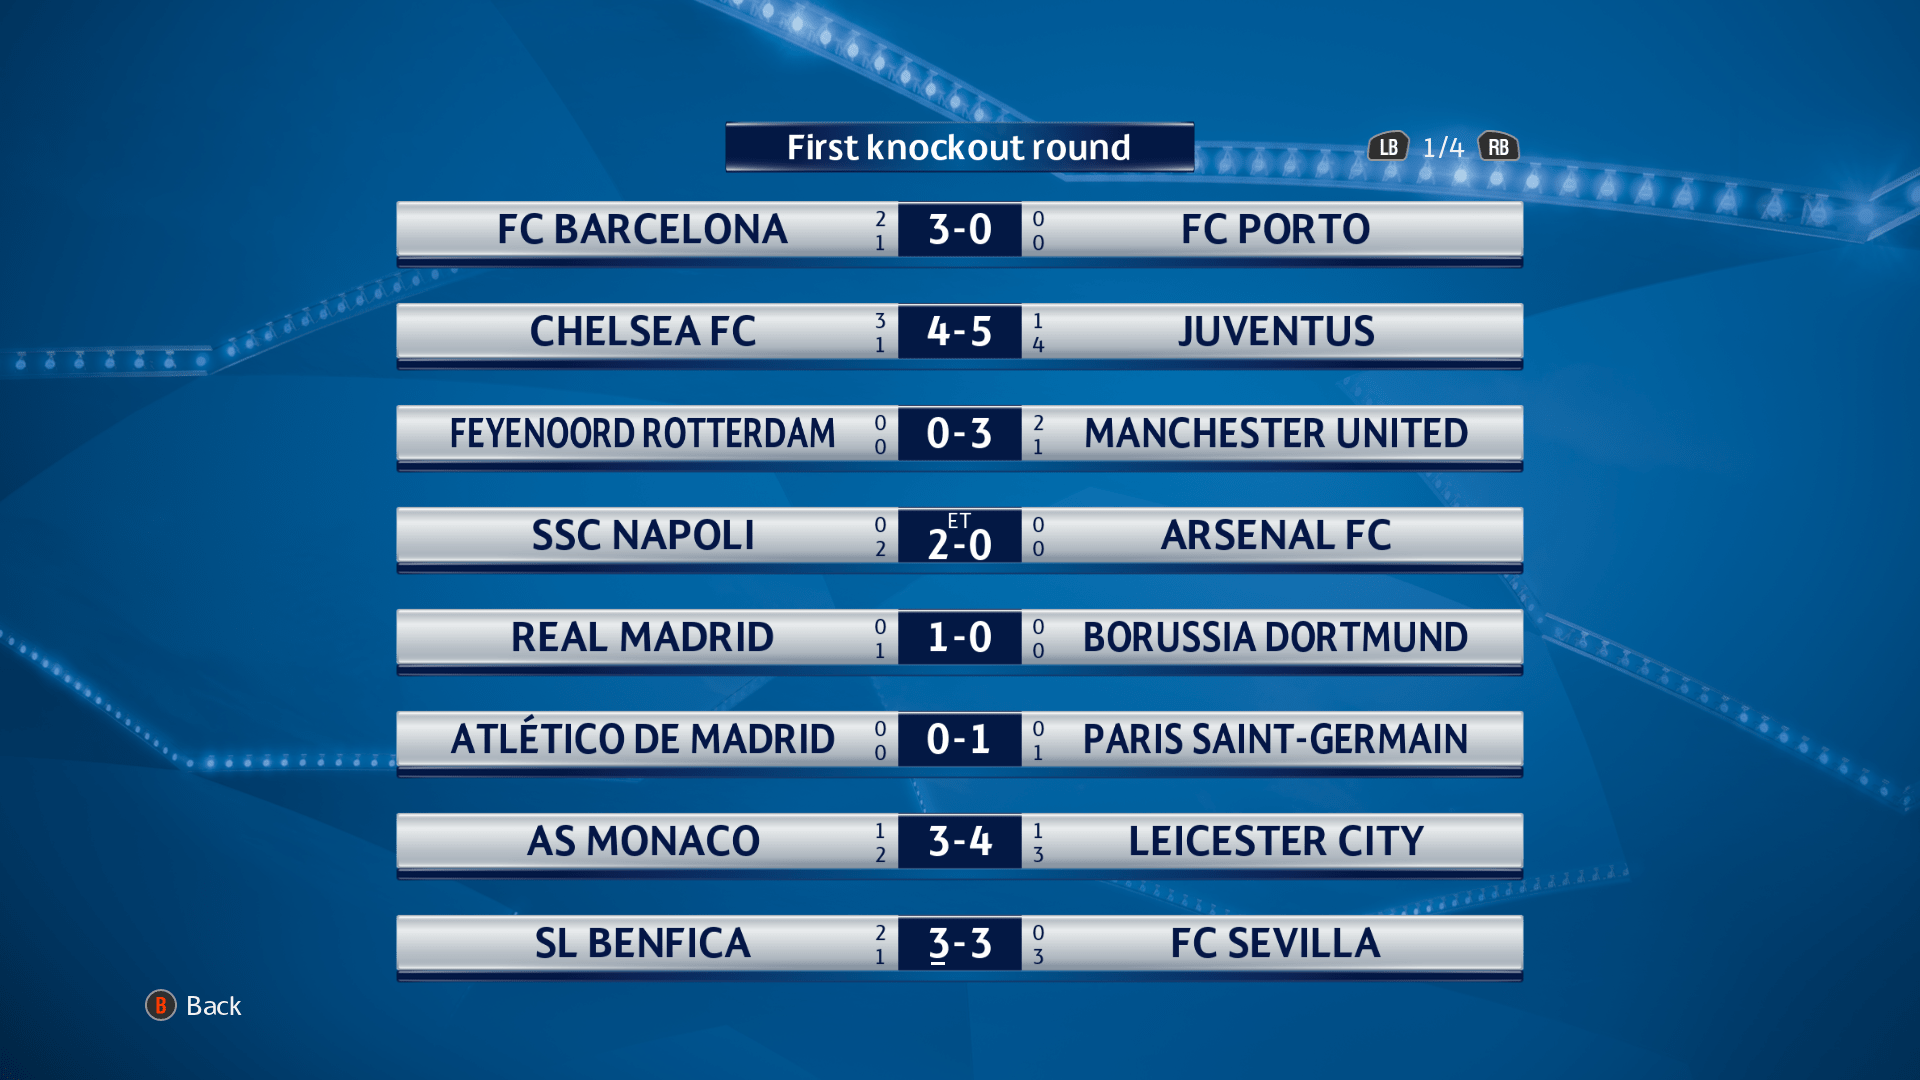 First knockout round
LB 1/4 RB
FC BARCELONA 2 1 3-0 0 0 FC PORTO
CHELSEA FC 3 1 4-5 1 4 JUVENTUS
FEYENOORD ROTTERDAM 0 0 0-3 2 1 MANCHESTER UNITED
SSC NAPOLI 0 2 ET 2-0 0 0 ARSENAL FC
REAL MADRID 0 1 1-0 0 0 BORUSSIA DORTMUND
ATLÉTICO DE MADRID 0 0 0-1 0 1 PARIS SAINT-GERMAIN
AS MONACO 1 2 3-4 1 3 LEICESTER CITY
SL BENFICA 2 1 3-3 0 3 FC SEVILLA
B Back